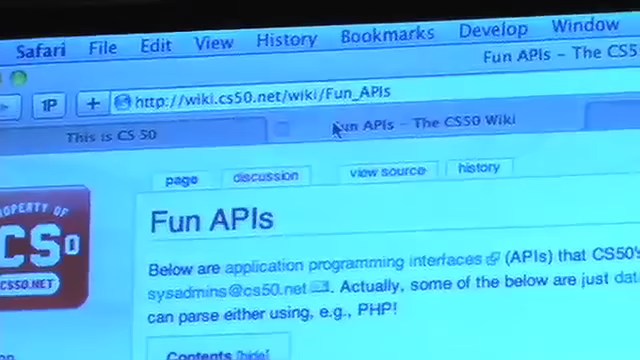 Safari File Edit View History Bookmarks Develop Window
Fun APIs – The CS5
1P + http://wiki.cs50.net/wiki/Fun_APIs
This is CS 50
Fun APIs – The CS50 Wiki
page discussion view source history
PROPERTY OF
CS50
CS50.NET
Fun APIs
Below are application programming interfaces (APIs) that CS50's
sysadmins@cs50.net . Actually, some of the below are just dat
can parse either using, e.g., PHP!
Contents [hide]